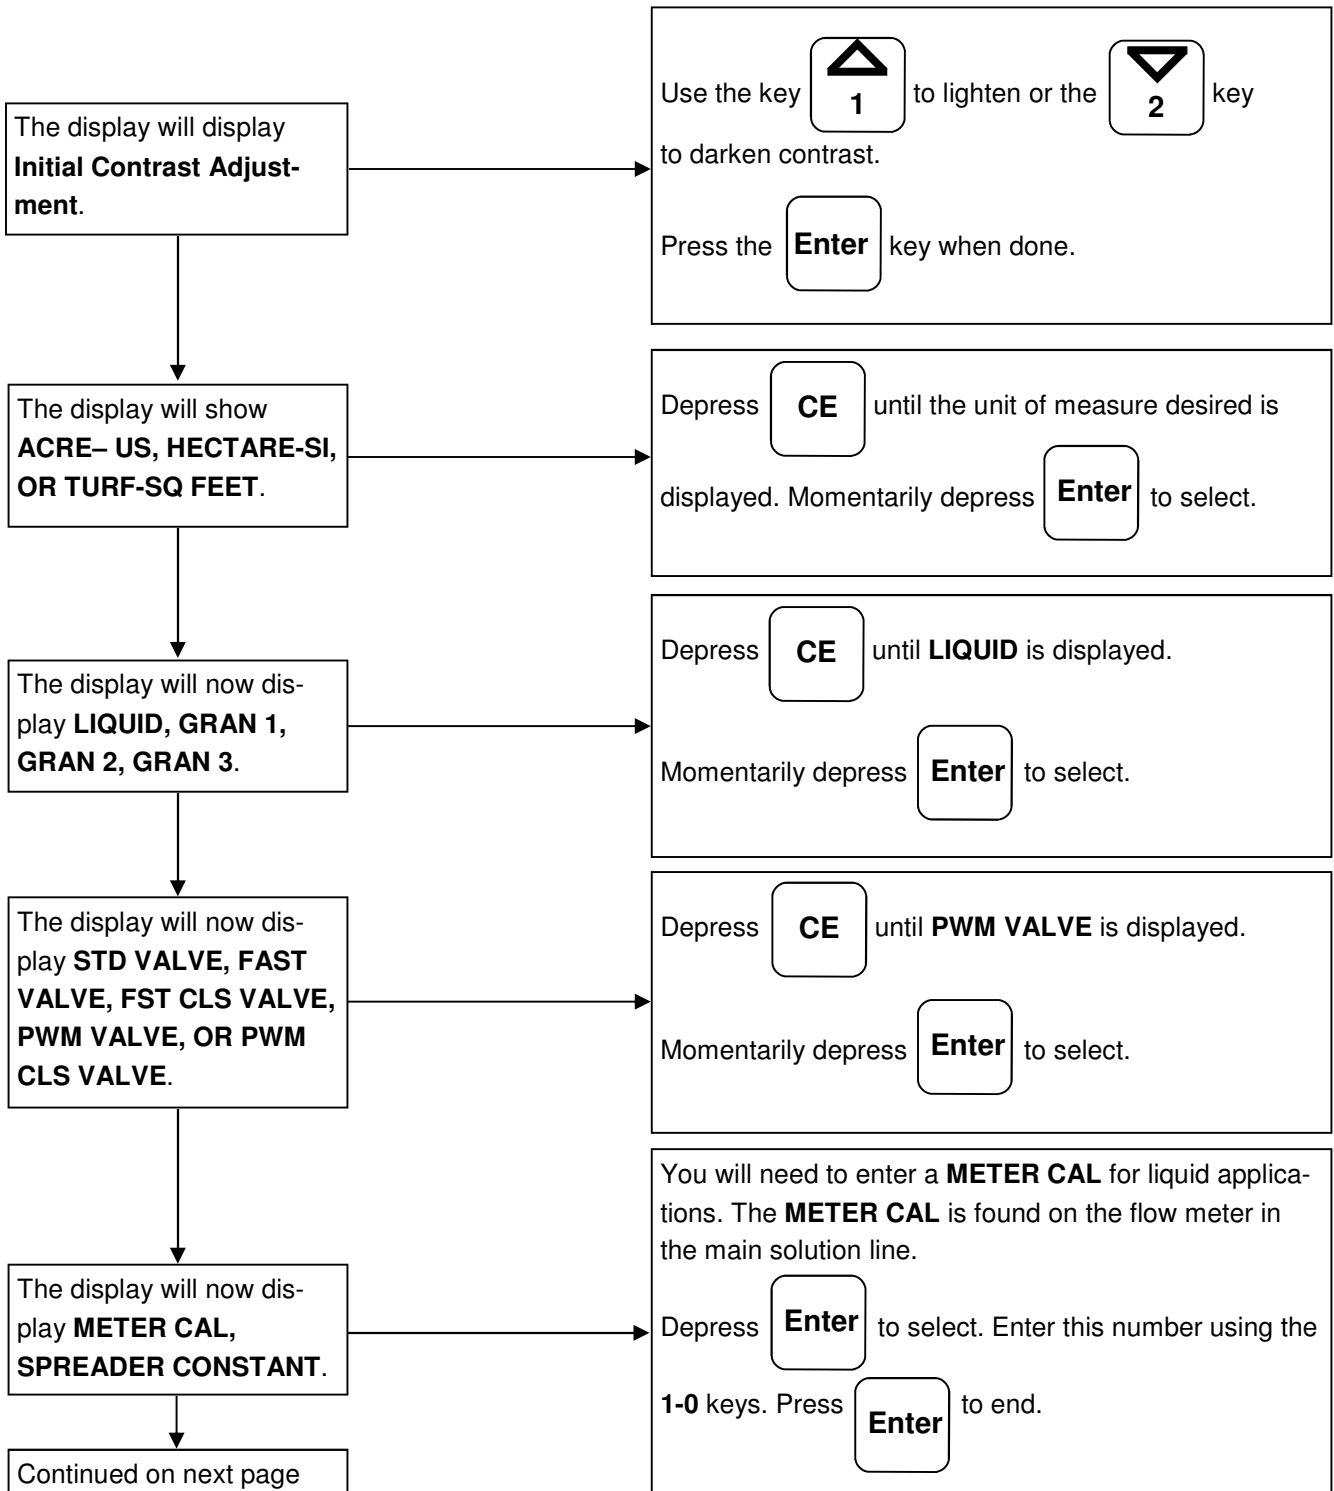 The display will display
Initial Contrast Adjust-
ment.
Use the key 1 to lighten or the 2 key
to darken contrast.
Press the Enter key when done.
The display will show
ACRE– US, HECTARE-SI,
OR TURF-SQ FEET.
Depress CE until the unit of measure desired is
displayed. Momentarily depress Enter to select.
The display will now dis-
play LIQUID, GRAN 1,
GRAN 2, GRAN 3.
Depress CE until LIQUID is displayed.
Momentarily depress Enter to select.
The display will now dis-
play STD VALVE, FAST
VALVE, FST CLS VALVE,
PWM VALVE, OR PWM
CLS VALVE.
Depress CE until PWM VALVE is displayed.
Momentarily depress Enter to select.
The display will now dis-
play METER CAL,
SPREADER CONSTANT.
You will need to enter a METER CAL for liquid applica-
tions. The METER CAL is found on the flow meter in
the main solution line.
Depress Enter to select. Enter this number using the
1-0 keys. Press Enter to end.
Continued on next page